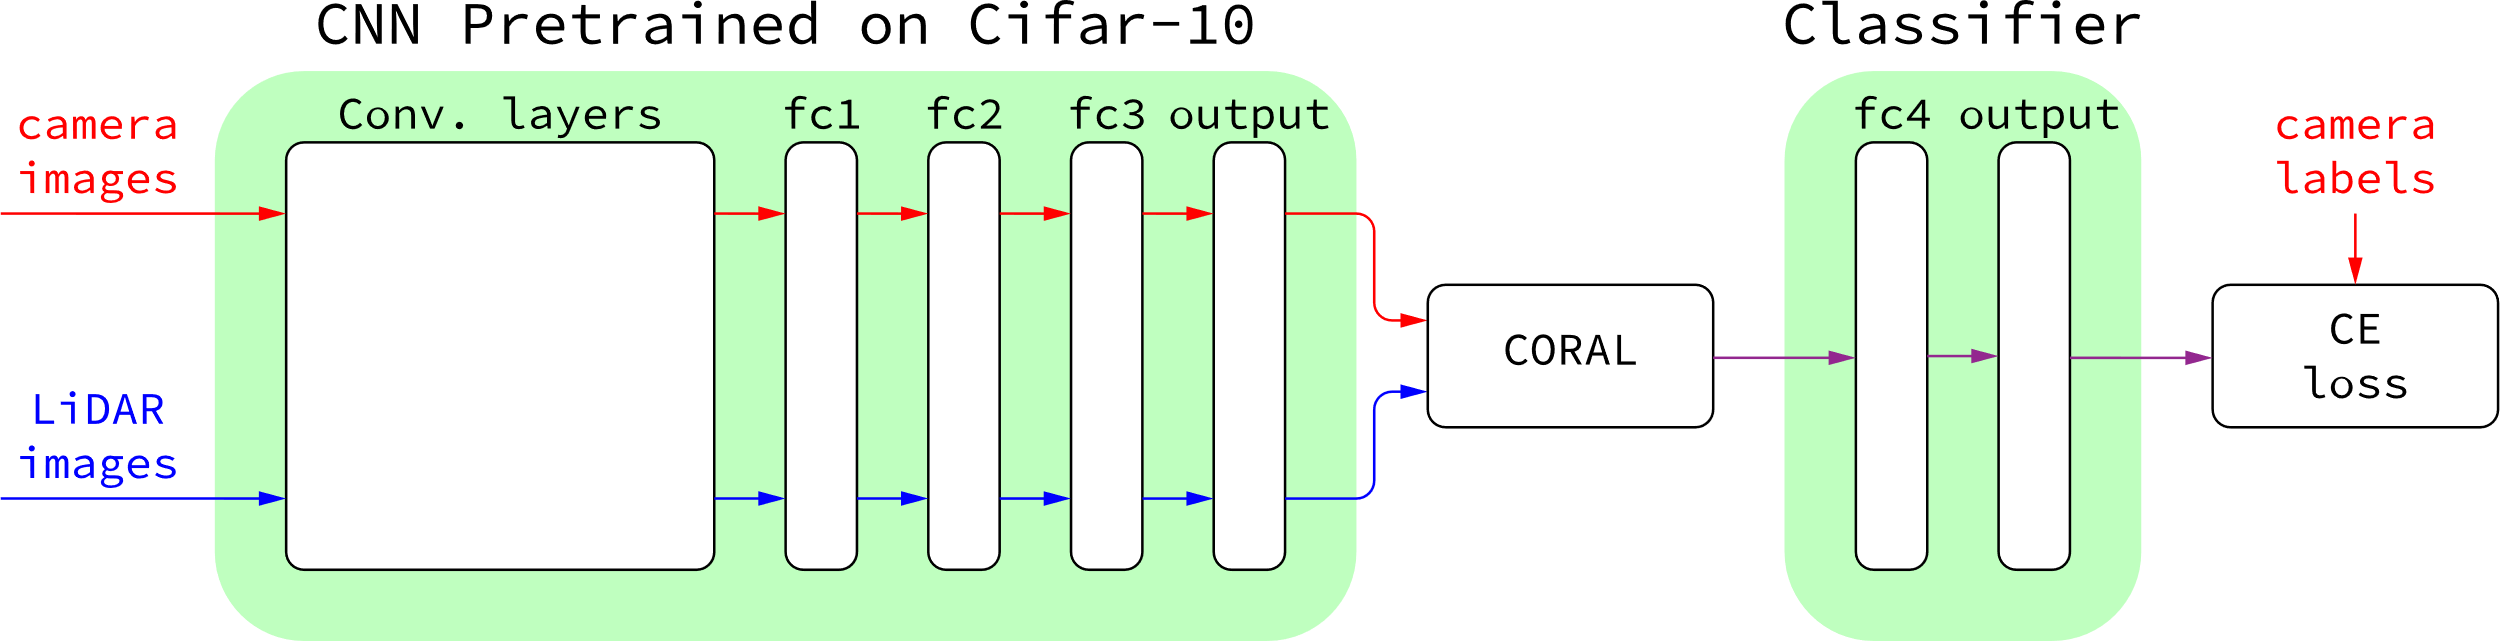 CNN Pretrained on Cifar-10
classifier
camera
images
Conv. layers
fc1
fc2
fc3
output
fc4
output
camera
labels
CORAL
CE
loss
LiDAR
images